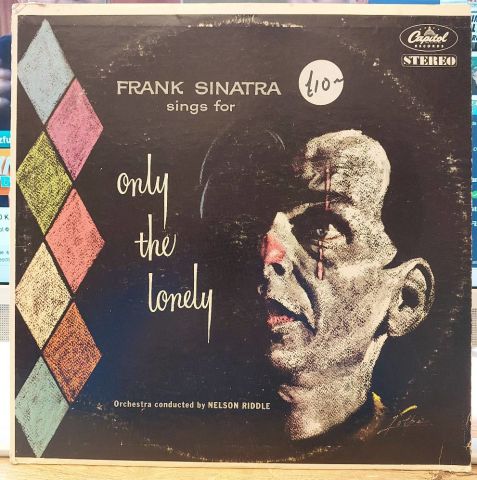 Capitol
RECORDS
STEREO
FRANK SINATRA
sings for
£10~
only
the
lonely
Orchestra conducted by NELSON RIDDLE